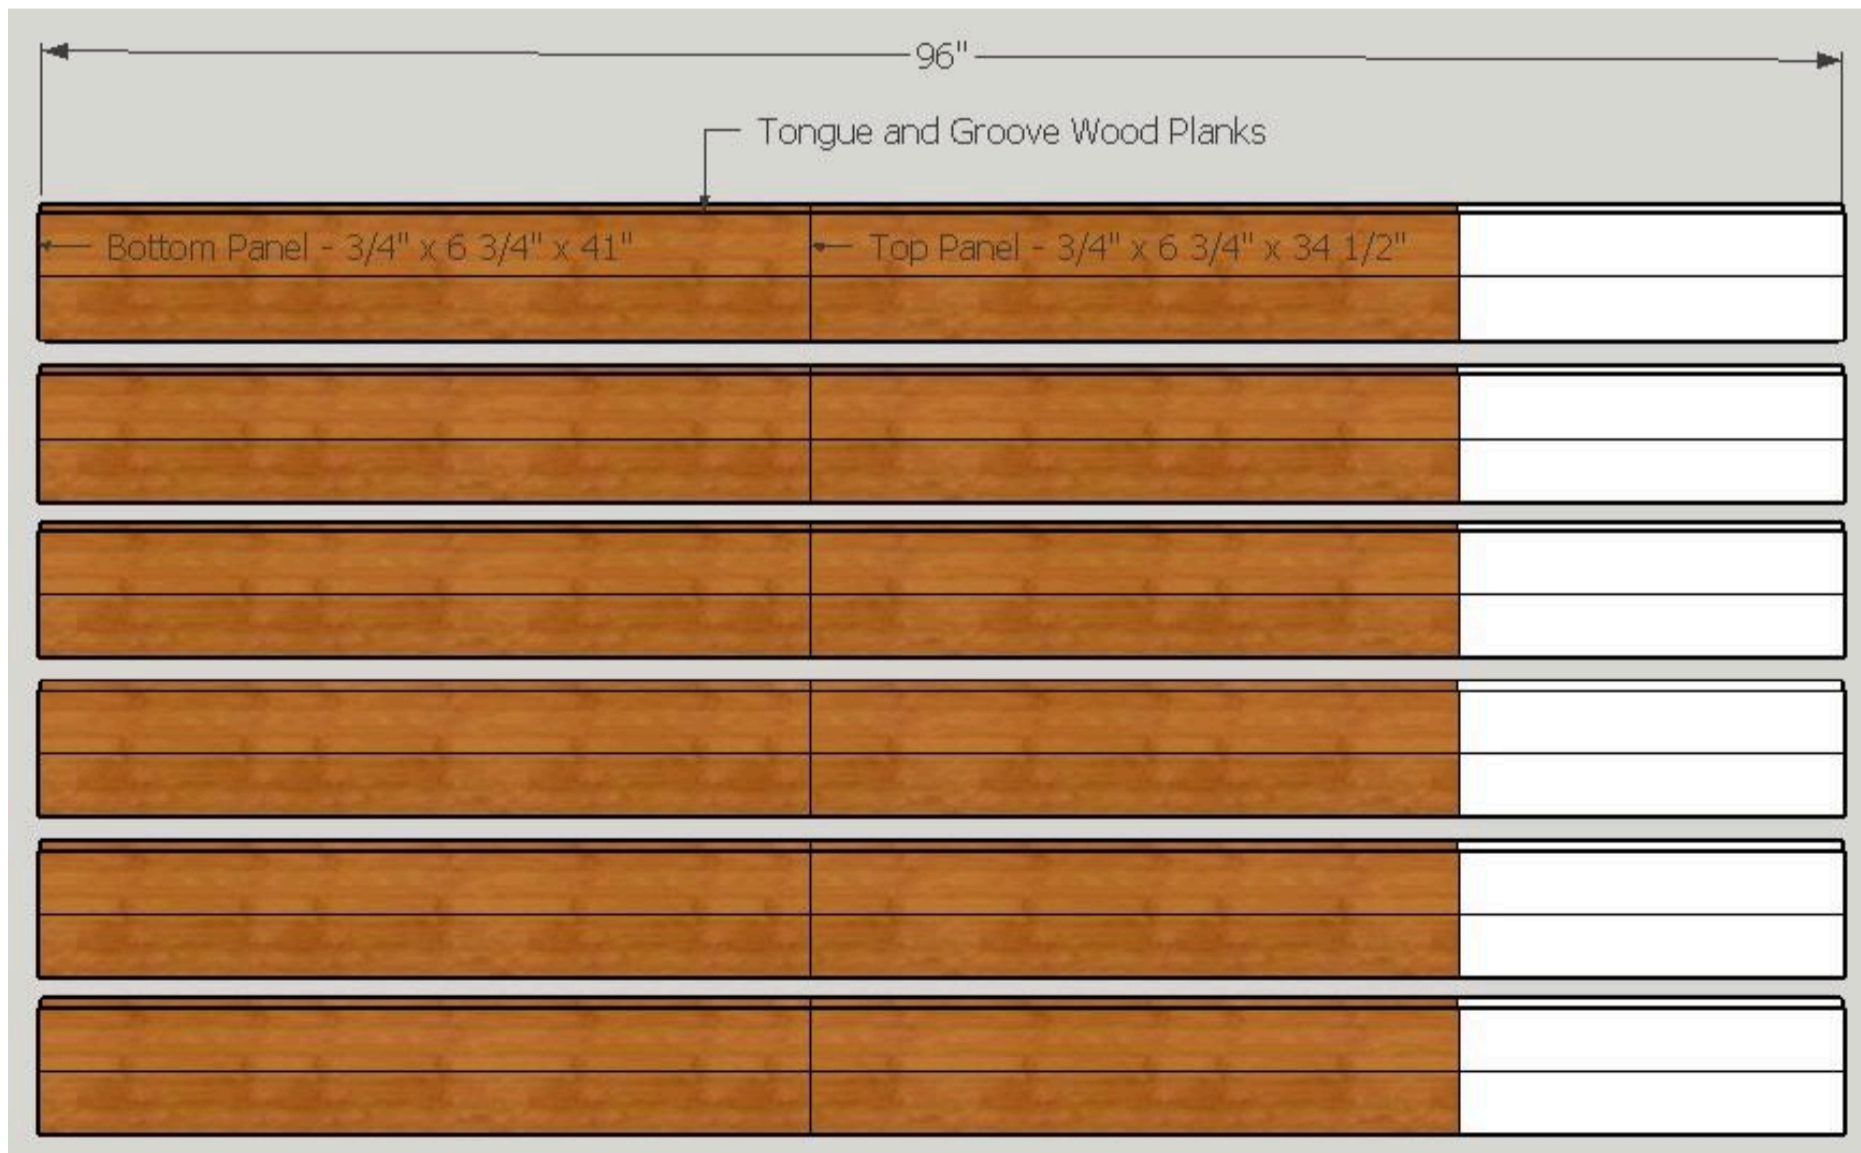 96"
Tongue and Groove Wood Planks
Bottom Panel - 3/4" x 6 3/4" x 41"
Top Panel - 3/4" x 6 3/4" x 34 1/2"